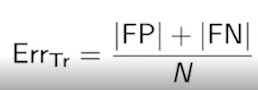 Err_Tr = (|FP| + |FN|) / N